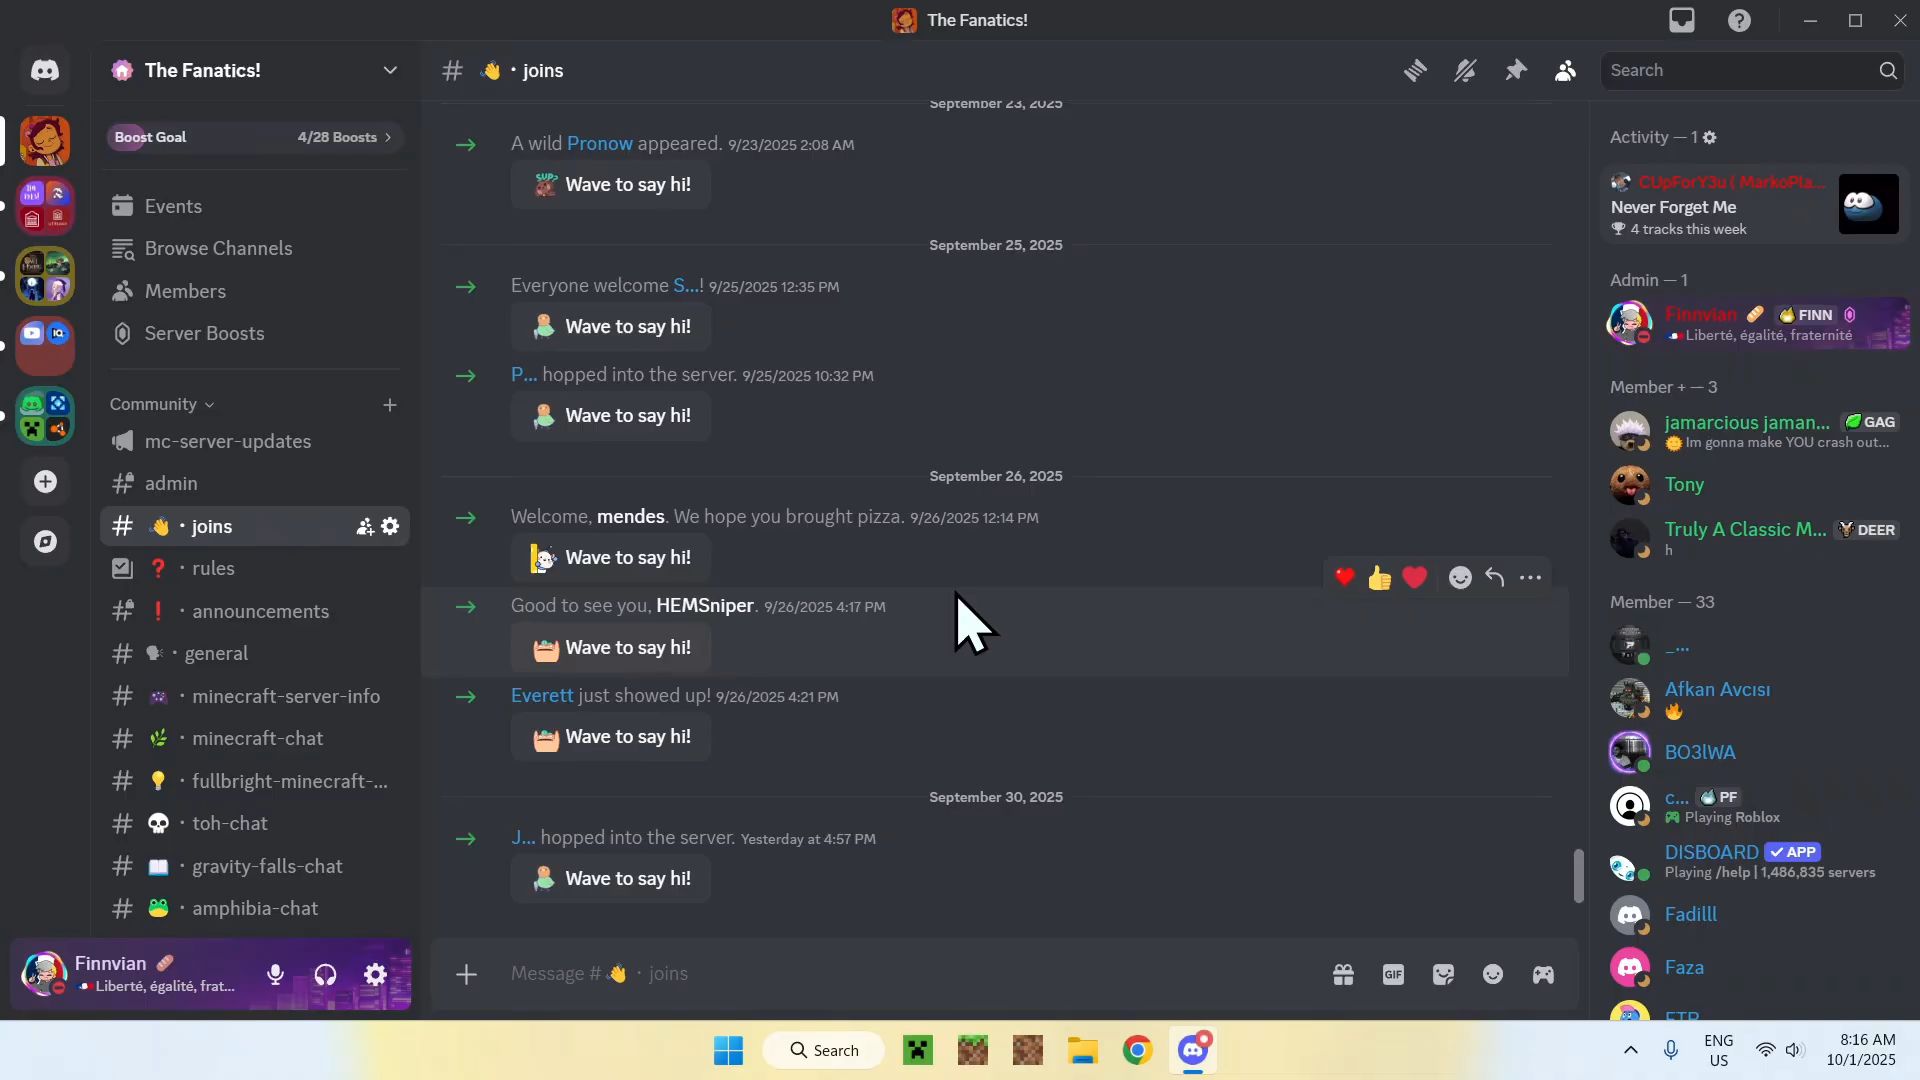 The Fanatics!
The Fanatics!
Boost Goal
4/28 Boosts
Events
Browse Channels
Members
Server Boosts
Community
mc-server-updates
admin
👋・joins
❓・rules
❗・announcements
🗣・general
🎮・minecraft-server-info
🌿・minecraft-chat
💡・fullbright-minecraft-...
💀・toh-chat
📖・gravity-falls-chat
🐸・amphibia-chat
Finnvian 🥖
Liberté, égalité, frat...
# 👋・joins
Search
September 23, 2025
A wild Pronow appeared. 9/23/2025 2:08 AM
SUP?
Wave to say hi!
September 25, 2025
Everyone welcome S...! 9/25/2025 12:35 PM
Wave to say hi!
P... hopped into the server. 9/25/2025 10:32 PM
Wave to say hi!
September 26, 2025
Welcome, mendes. We hope you brought pizza. 9/26/2025 12:14 PM
Wave to say hi!
Good to see you, HEMSniper. 9/26/2025 4:17 PM
Wave to say hi!
Everett just showed up! 9/26/2025 4:21 PM
Wave to say hi!
September 30, 2025
J... hopped into the server. Yesterday at 4:57 PM
Wave to say hi!
Message #👋・joins
GIF
Activity — 1
CUpForY3u ( MarkoPla...
Never Forget Me
4 tracks this week
Admin — 1
Finnvian 🥖 FINN
Liberté, égalité, fraternité
Member + — 3
jamarcious jaman... GAG
Im gonna make YOU crash out...
Tony
Truly A Classic M... DEER
h
Member — 33
_...
Afkan Avcısı
🔥
BO3lWA
c... PF
Playing Roblox
DISBOARD ✓ APP
Playing /help | 1,486,835 servers
Fadilll
Faza
Search
ENG
US
8:16 AM
10/1/2025